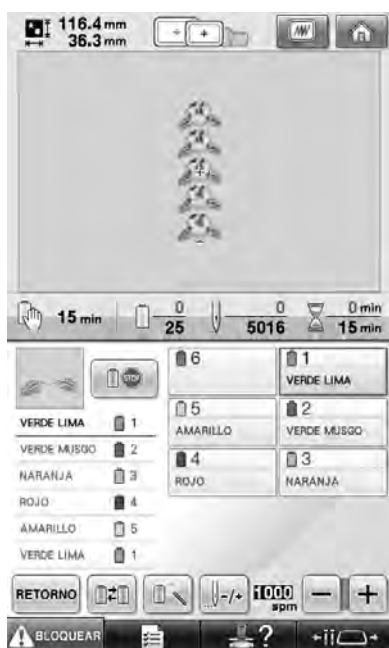 116.4 mm
36.3 mm
15 min
0
25
0
5016
0 min
15 min
6
1
VERDE LIMA
5
AMARILLO
2
VERDE MUSGO
4
ROJO
3
NARANJA
STOP
VERDE LIMA 1
VERDE MUSGO 2
NARANJA 3
ROJO 4
AMARILLO 5
VERDE LIMA 1
RETORNO
-/+
1000 spm
− +
BLOQUEAR
?